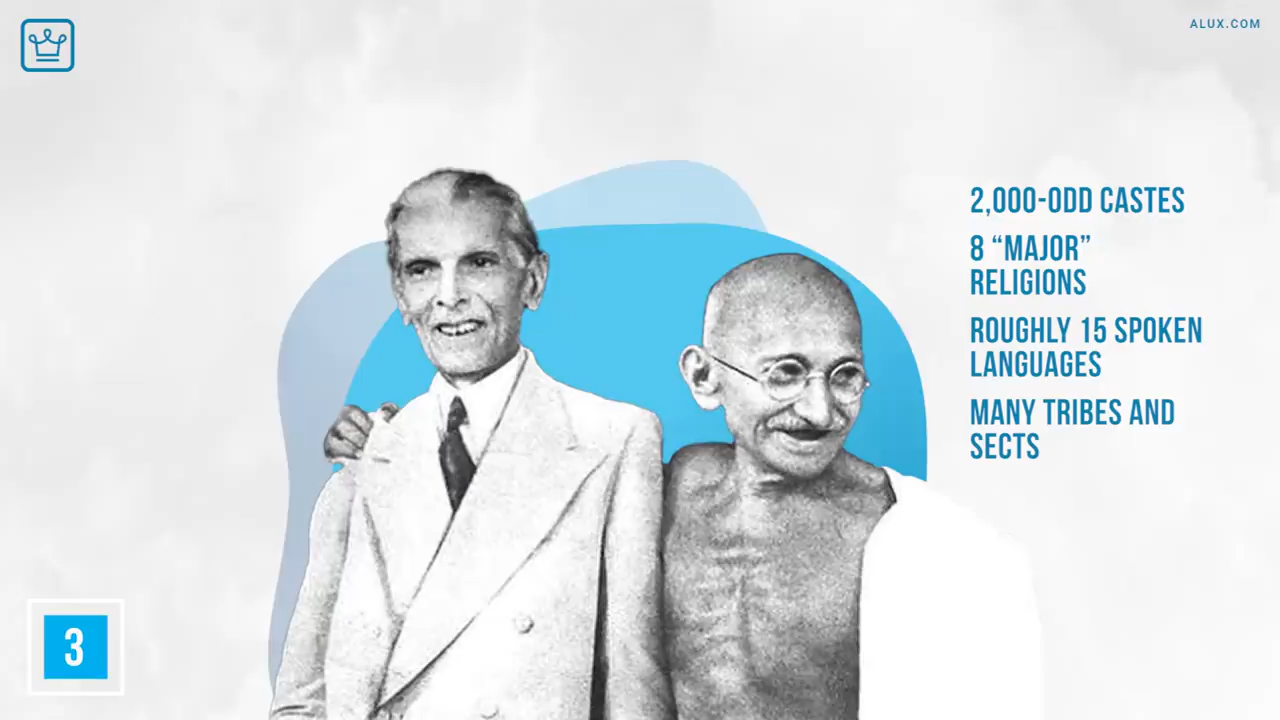 ALUX.COM
2,000-ODD CASTES
8 “MAJOR”
RELIGIONS
ROUGHLY 15 SPOKEN
LANGUAGES
MANY TRIBES AND
SECTS
3